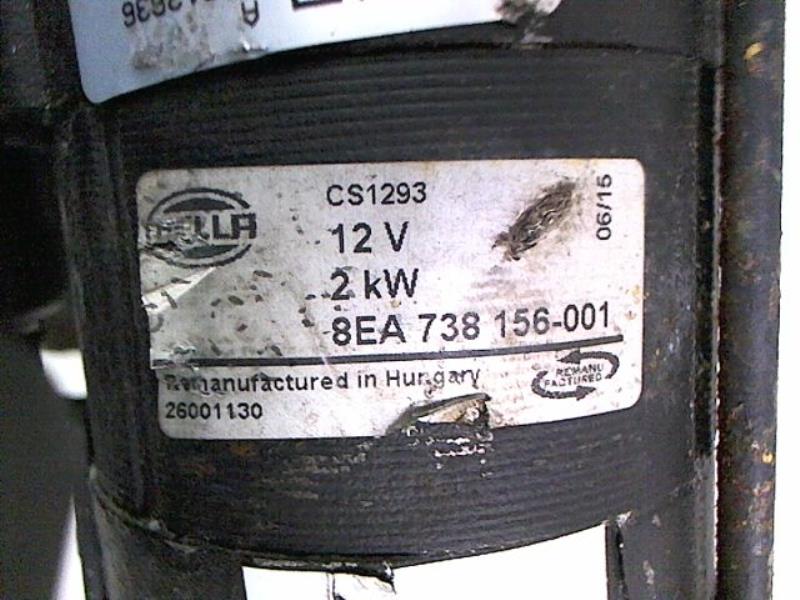 HELLA
CS1293
12 V
2 kW
8EA 738 156-001
06/15
Remanufactured in Hungary
26001130
REMANU
FACTURED